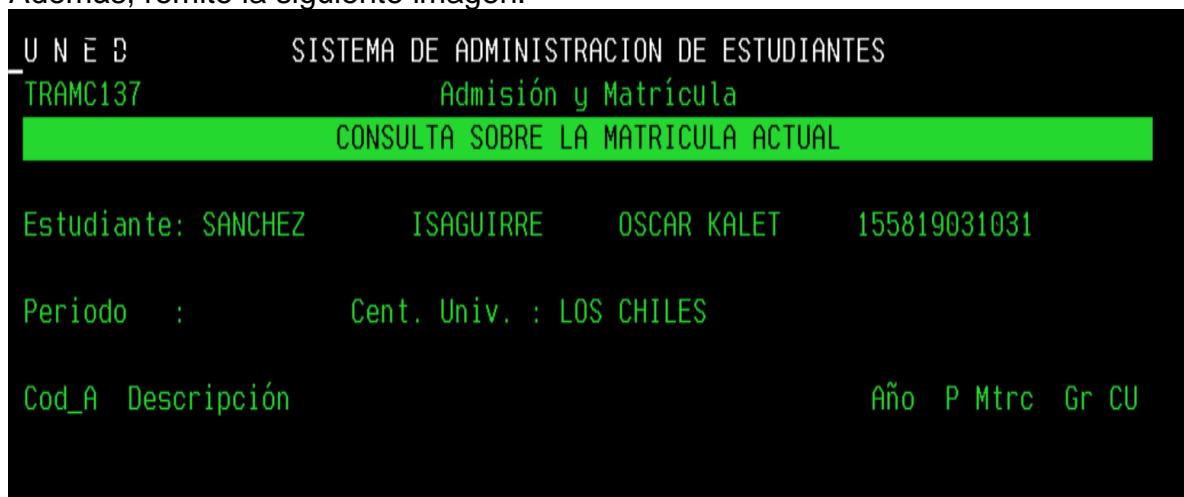 Además, remito la siguiente imagen:
U N E D SISTEMA DE ADMINISTRACION DE ESTUDIANTES
TRAMC137 Admisión y Matrícula
CONSULTA SOBRE LA MATRICULA ACTUAL
Estudiante: SANCHEZ ISAGUIRRE OSCAR KALET 155819031031
Periodo : Cent. Univ. : LOS CHILES
Cod_A Descripción Año P Mtrc Gr CU